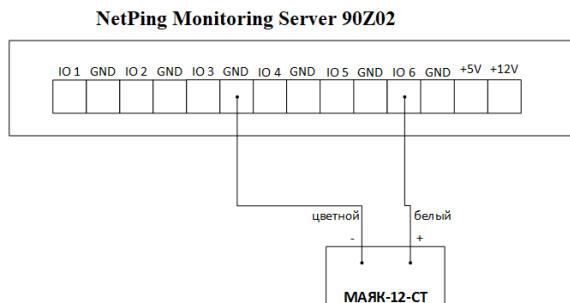 NetPing Monitoring Server 90Z02
IO 1 GND IO 2 GND IO 3 GND IO 4 GND IO 5 GND IO 6 GND +5V +12V
цветной белый
- +
МАЯК-12-СТ